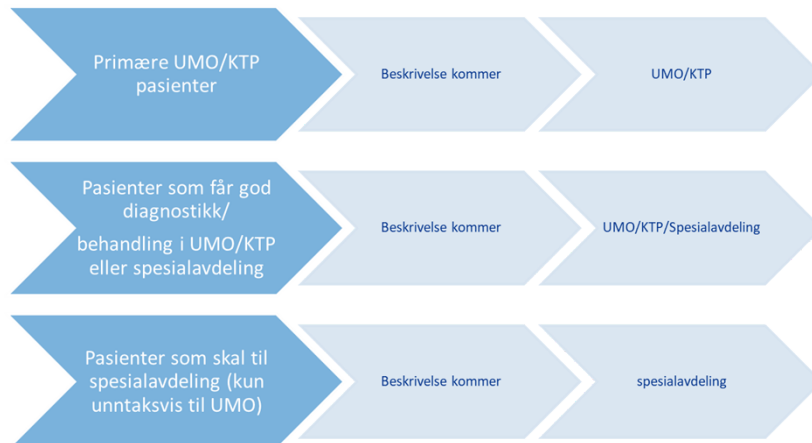 Primære UMO/KTP
pasienter
Beskrivelse kommer
UMO/KTP
Pasienter som får god
diagnostikk/
behandling i UMO/KTP
eller spesialavdeling
Beskrivelse kommer
UMO/KTP/Spesialavdeling
Pasienter som skal til
spesialavdeling (kun
unntaksvis til UMO)
Beskrivelse kommer
spesialavdeling